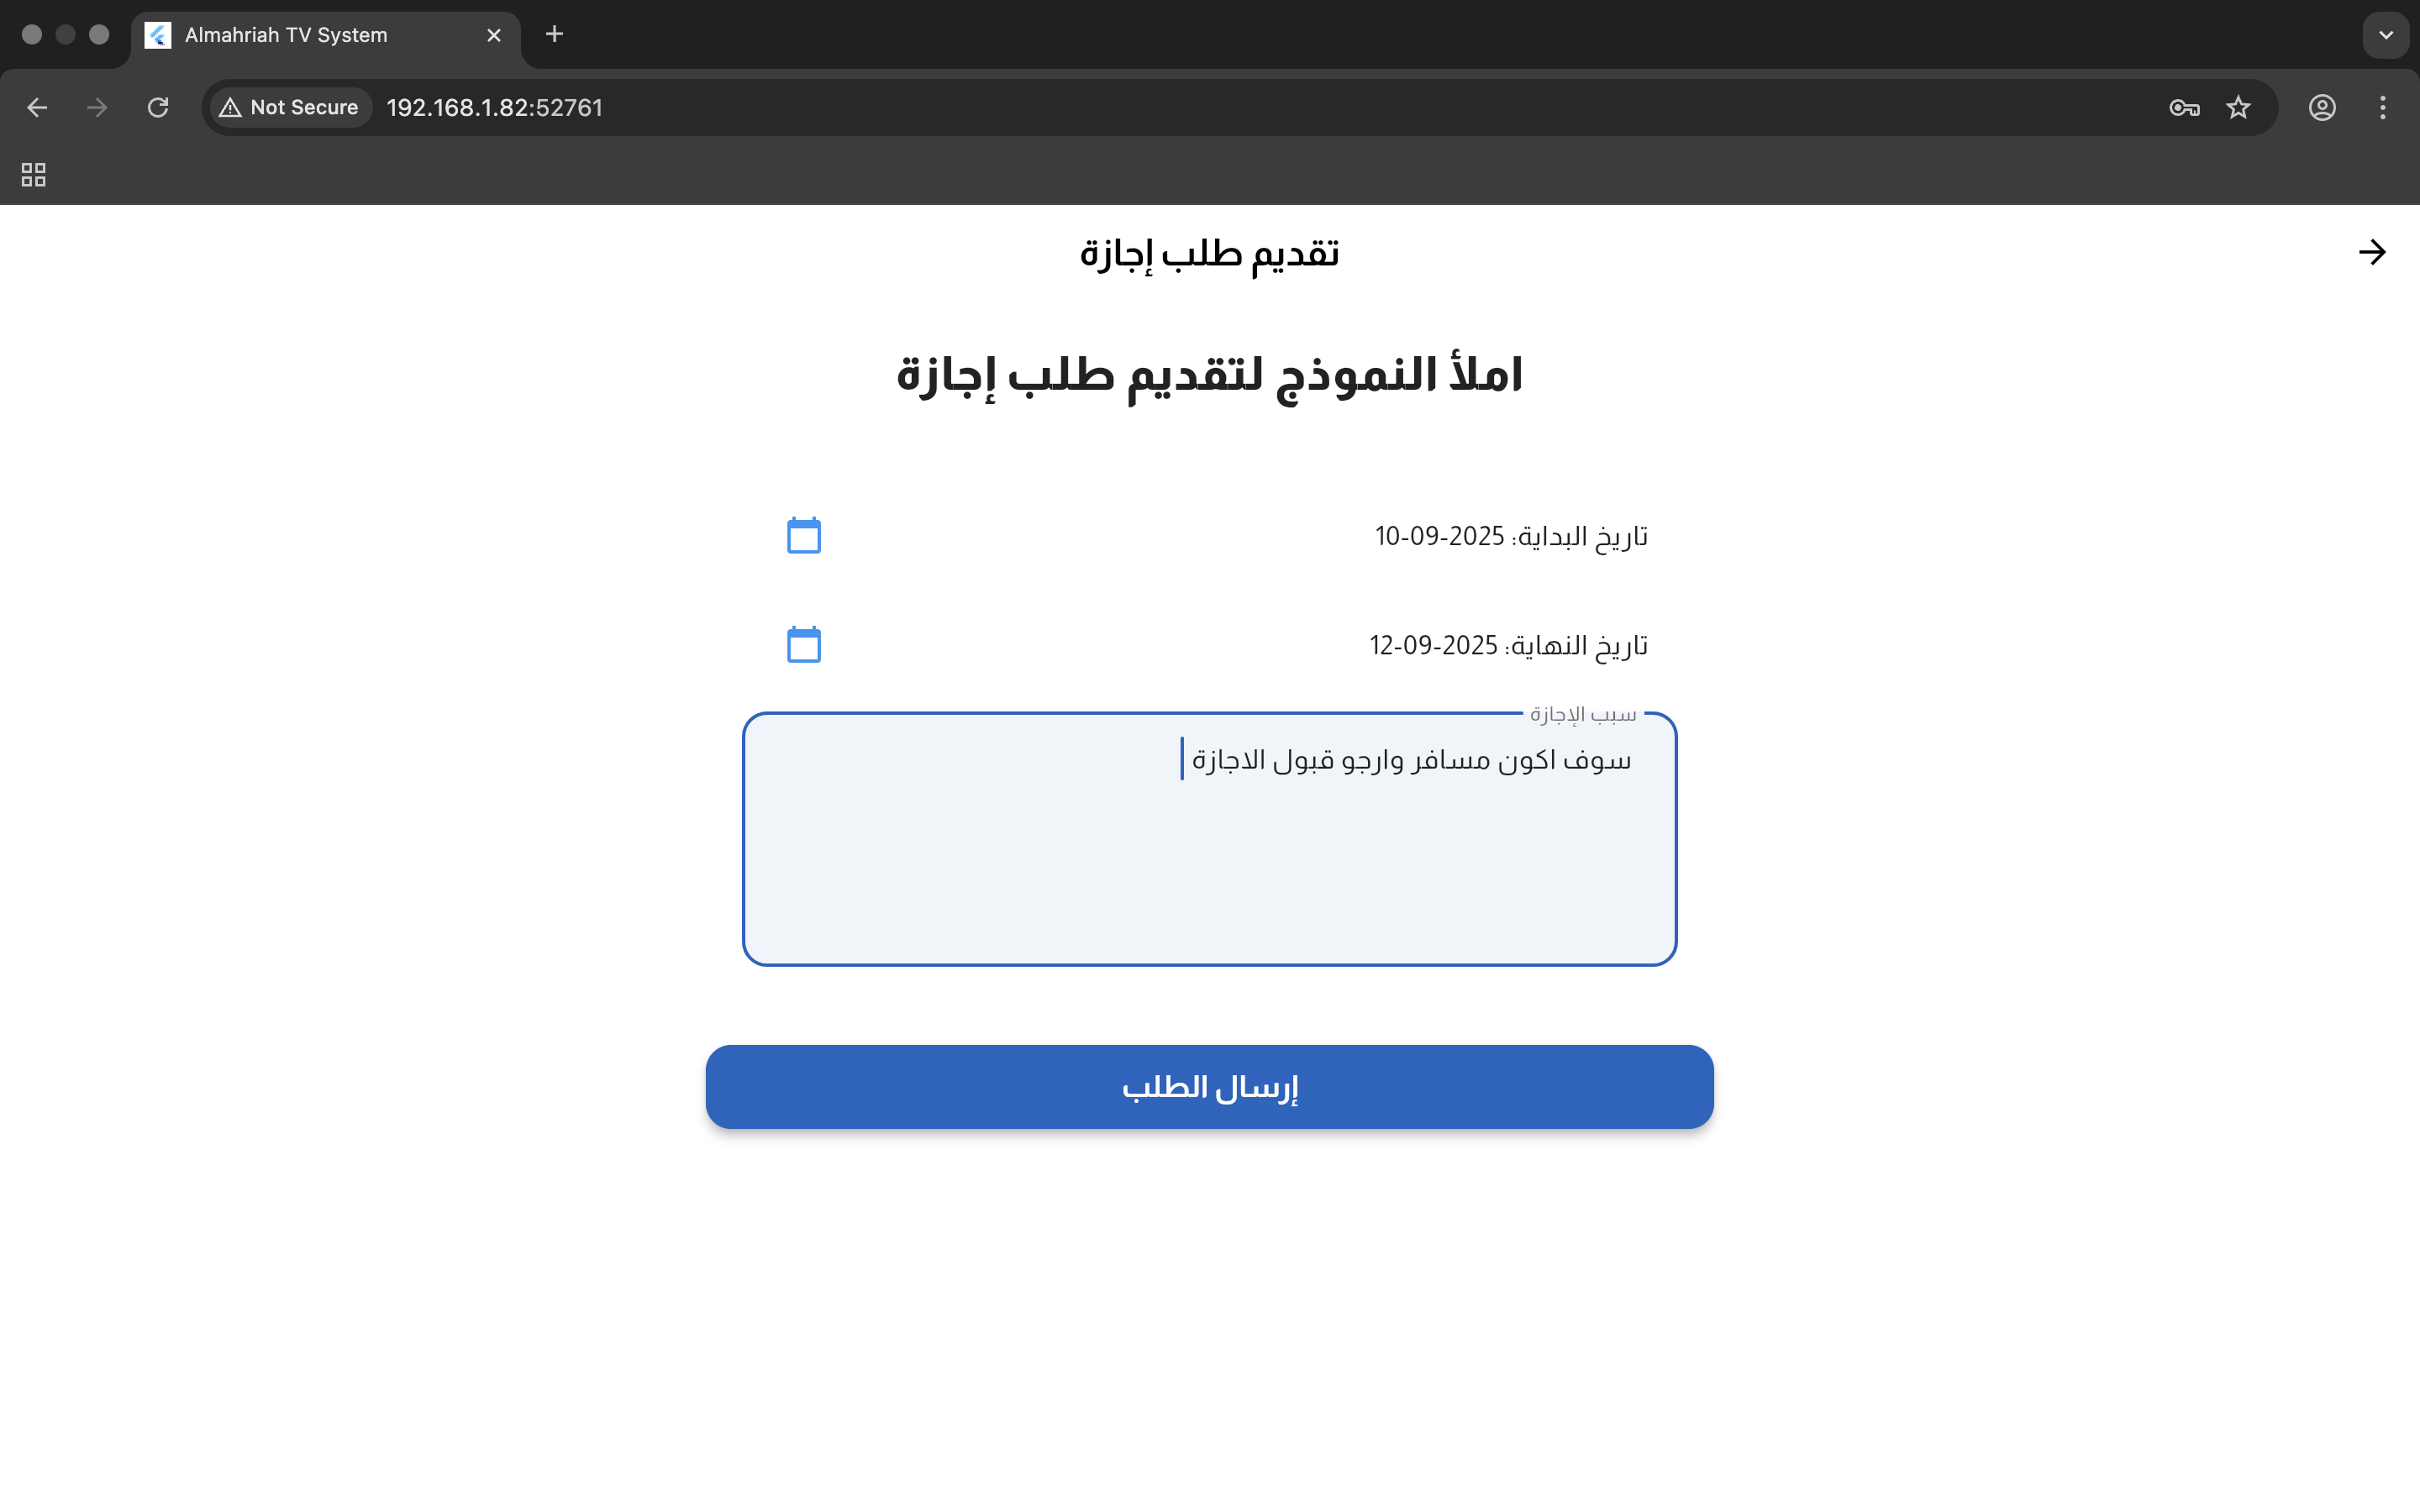 Almahriah TV System
Not Secure 192.168.1.82:52761
تقديم طلب إجازة
املأ النموذج لتقديم طلب إجازة
تاريخ البداية: 2025-09-10
تاريخ النهاية: 2025-09-12
سبب الإجازة
سوف اكون مسافر وارجو قبول الاجازة
إرسال الطلب